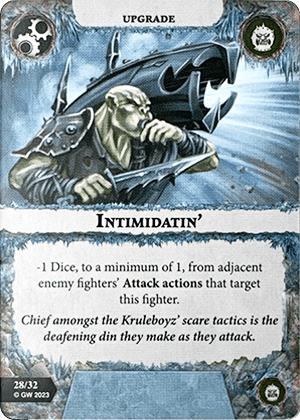 UPGRADE
INTIMIDATIN'
-1 Dice, to a minimum of 1, from adjacent
enemy fighters' Attack actions that target
this fighter.
Chief amongst the Kruleboyz' scare tactics is the
deafening din they make as they attack.
28/32
© GW 2023